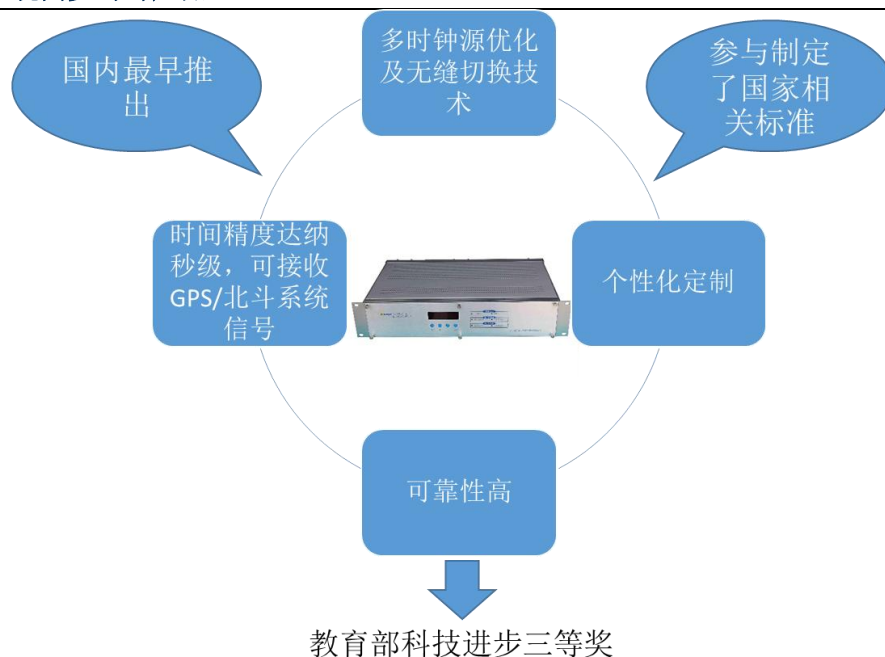 国内最早推
出
多时钟源优化
及无缝切换技
术
参与制定
了国家相
关标准
时间精度达纳
秒级，可接收
GPS/北斗系统
信号
个性化定制
可靠性高
教育部科技进步三等奖